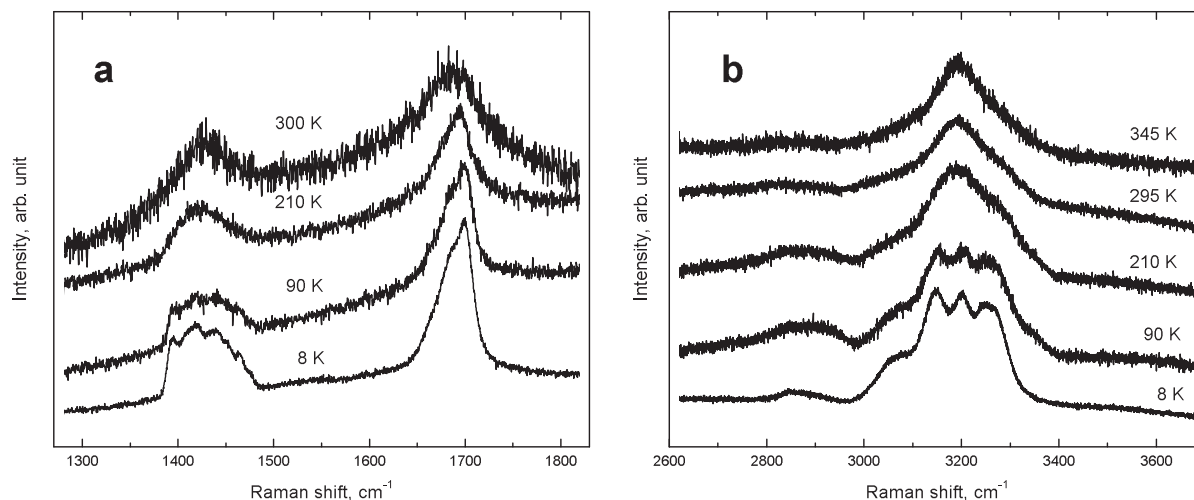 a
300 K
210 K
90 K
8 K
Intensity, arb. unit
1300 1400 1500 1600 1700 1800
Raman shift, cm⁻¹
b
345 K
295 K
210 K
90 K
8 K
Intensity, arb. unit
2600 2800 3000 3200 3400 3600
Raman shift, cm⁻¹